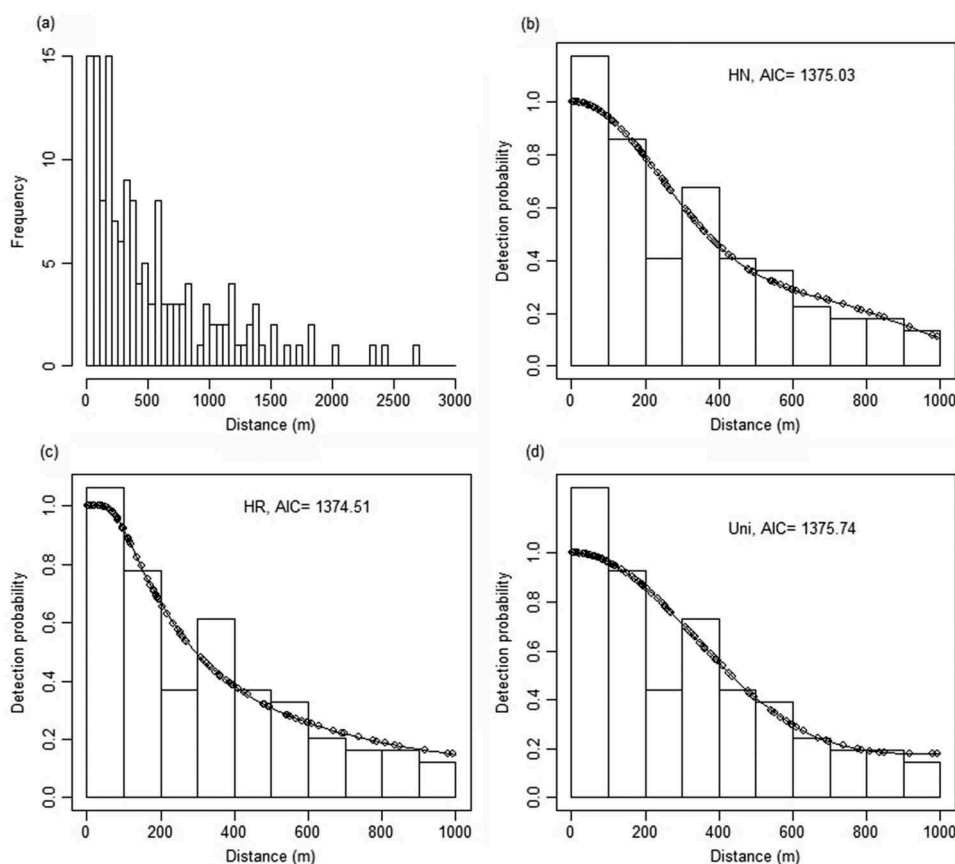 (a)
Frequency
15
10
5
0
0 500 1000 1500 2000 2500 3000
Distance (m)
(b)
HN, AIC= 1375.03
Detection probability
1.0
0.8
0.6
0.4
0.2
0.0
0 200 400 600 800 1000
Distance (m)
(c)
HR, AIC= 1374.51
Detection probability
1.0
0.8
0.6
0.4
0.2
0.0
0 200 400 600 800 1000
Distance (m)
(d)
Uni, AIC= 1375.74
Detection probability
1.0
0.8
0.6
0.4
0.2
0.0
0 200 400 600 800 1000
Distance (m)